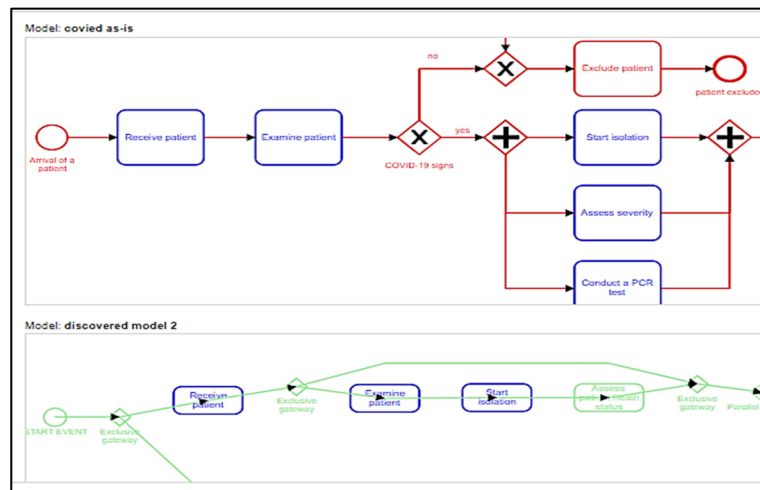 Model: covied as-is
no
Exclude patient
patient excluded
Receive patient
Examine patient
yes
Start isolation
Arrival of a
patient
COVID-19 signs
Assess severity
Conduct a PCR
test
Model: discovered model 2
START EVENT
Exclusive
gateway
Receive
patient
Exclusive
gateway
Examine
patient
Start
isolation
Assess
status
Exclusive
gateway
Parallel